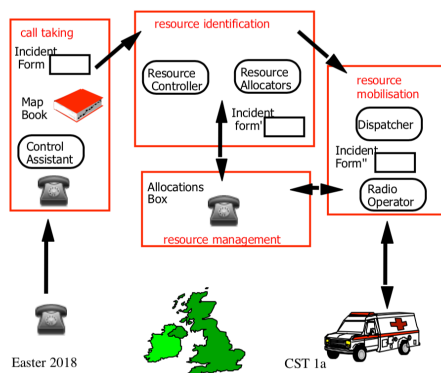 call taking
Incident
Form
Map
Book
Control
Assistant
resource identification
Resource
Controller
Resource
Allocators
Incident
form'
Allocations
Box
resource management
resource
mobilisation
Dispatcher
Incident
Form"
Radio
Operator
Easter 2018
CST 1a